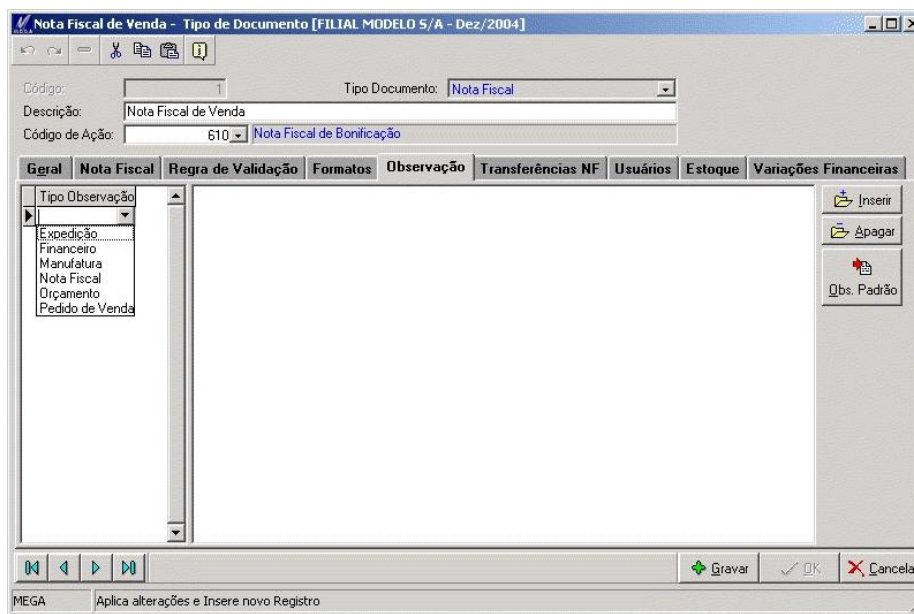 Nota Fiscal de Venda - Tipo de Documento [FILIAL MODELO S/A - Dez/2004]
Código: 1 Tipo Documento: Nota Fiscal
Descrição: Nota Fiscal de Venda
Código de Ação: 610 Nota Fiscal de Bonificação
Geral Nota Fiscal Regra de Validação Formatos Observação Transferências NF Usuários Estoque Variações Financeiras
Tipo Observação
Expedição
Financeiro
Manufatura
Nota Fiscal
Orçamento
Pedido de Venda
Inserir
Apagar
Obs. Padrão
Gravar OK Cancela
MEGA Aplica alterações e Insere novo Registro